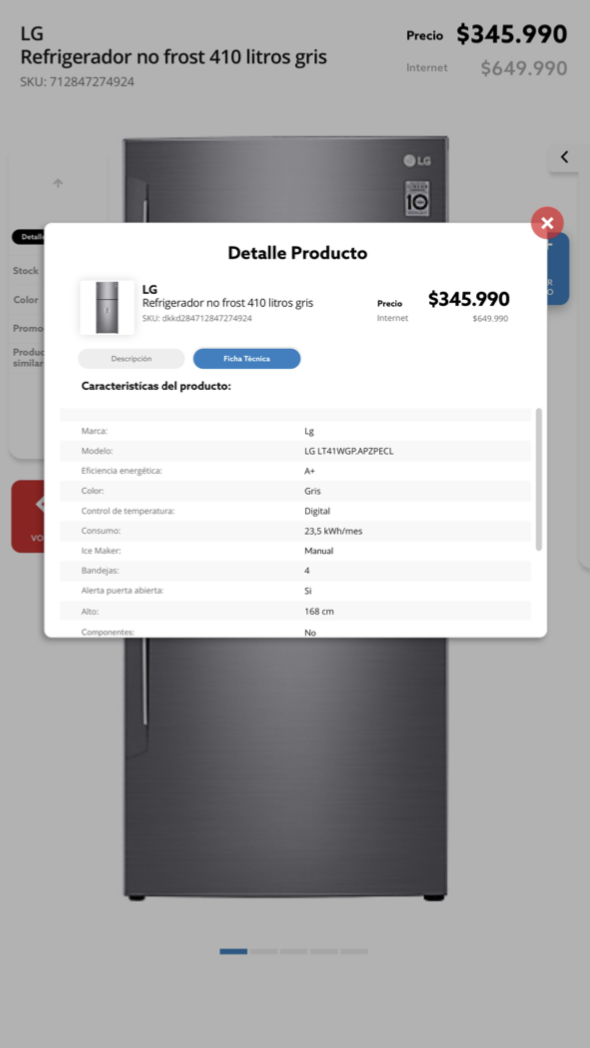 LG
Refrigerador no frost 410 litros gris
SKU: 712847274924
Precio $345.990
Internet $649.990
LG
10
Detalle Producto
LG
Refrigerador no frost 410 litros gris
SKU: dkkd284712847274924
Precio $345.990
Internet $649.990
Descripción
Ficha Técnica
Caracteristícas del producto:
Marca: Lg
Modelo: LG LT41WGP.APZPECL
Eficiencia energética: A+
Color: Gris
Control de temperatura: Digital
Consumo: 23,5 kWh/mes
Ice Maker: Manual
Bandejas: 4
Alerta puerta abierta: Si
Alto: 168 cm
Componentes: No
Detalle
Stock
Color
Promo
Produc
similar
VO
R
O